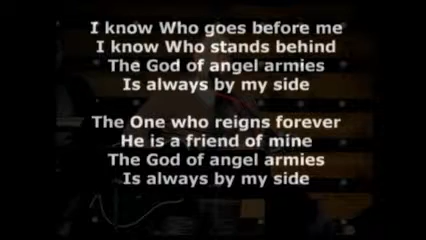 I know Who goes before me
I know Who stands behind
The God of angel armies
Is always by my side
The One who reigns forever
He is a friend of mine
The God of angel armies
Is always by my side